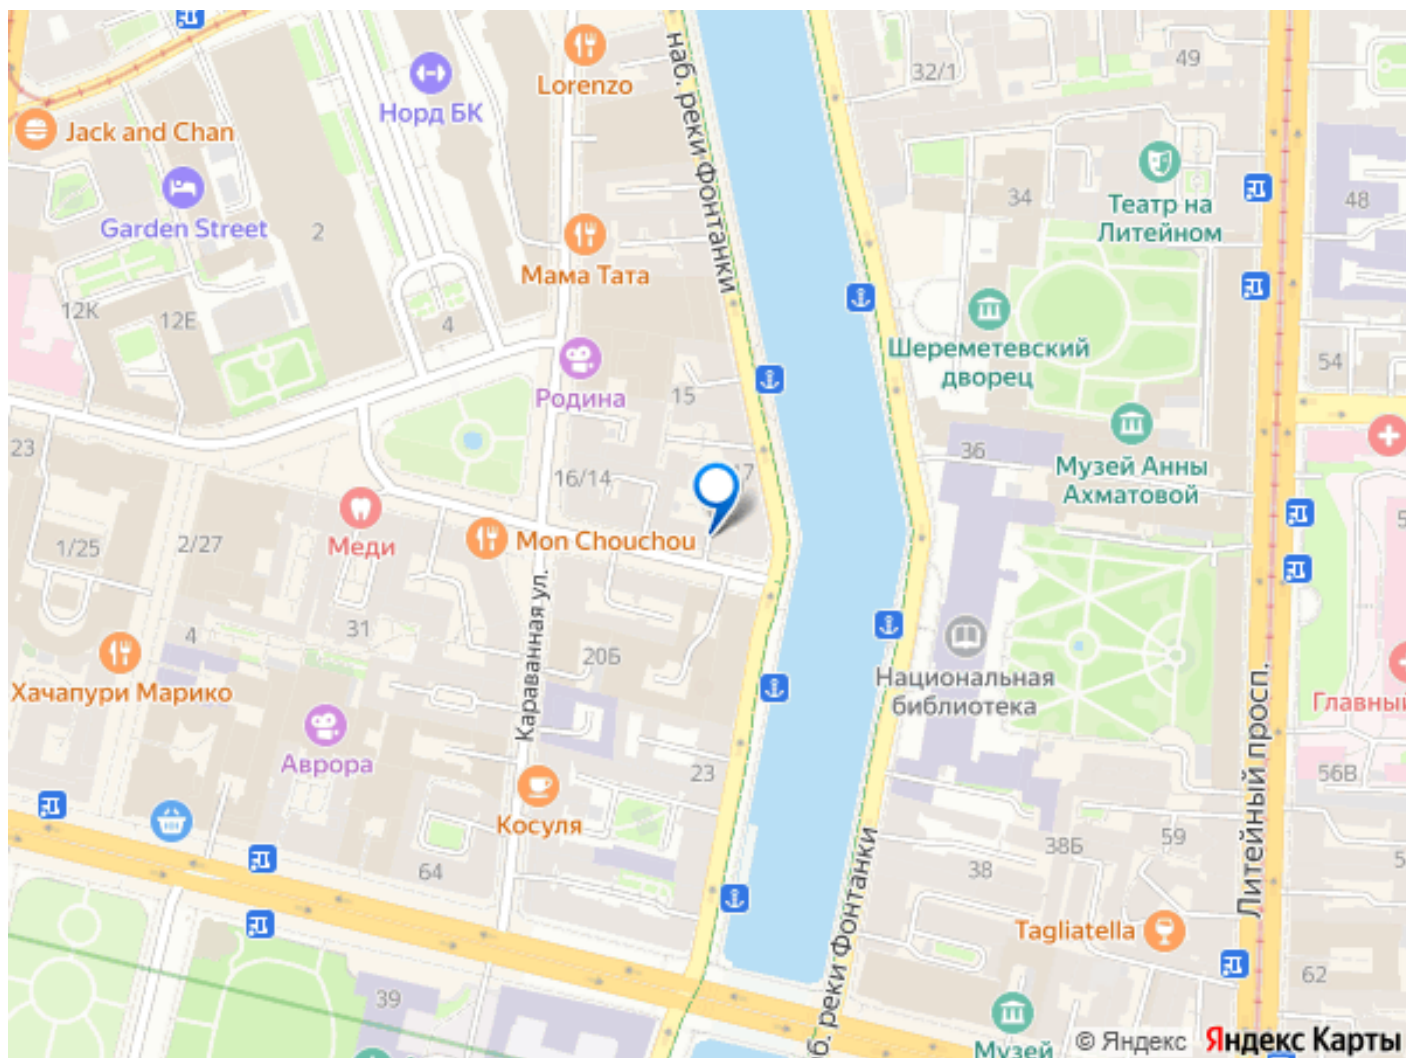 Lorenzo
Норд БК
Jack and Chan
Garden Street
2
наб. реки Фонтанки
32/1
49
Театр на
Литейном
34
48
Мама Тата
12К
12Е
4
Шереметевский
дворец
54
Родина
15
23
16/14
17
36
Музей Анны
Ахматовой
Меди
Mon Chouchou
1/25
2/27
Караванная ул.
4
31
20Б
Хачапури Марико
Национальная
библиотека
Главный
Аврора
23
56В
Литейный просп.
Косуля
64
38Б
59
38
наб. реки Фонтанки
Tagliatella
62
39
Музей
© Яндекс Яндекс Карты